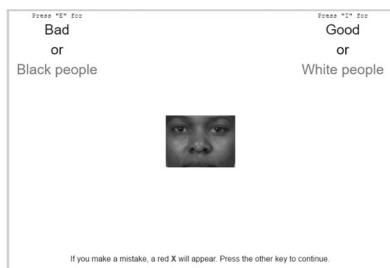 Press "E" for
Bad
or
Black people
Press "I" for
Good
or
White people
If you make a mistake, a red X will appear. Press the other key to continue.